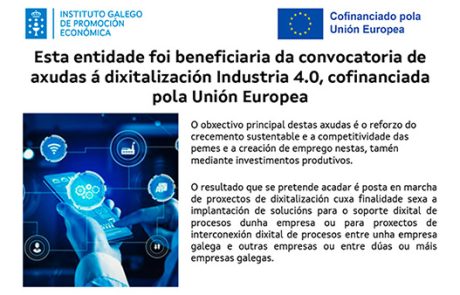 INSTITUTO GALEGO
DE PROMOCIÓN
ECONÓMICA
Cofinanciado pola
Unión Europea
Esta entidade foi beneficiaria da convocatoria de
axudas á dixitalización Industria 4.0, cofinanciada
pola Unión Europea
O obxectivo principal destas axudas é o reforzo do
crecemento sustentable e a competitividade das
pemes e a creación de emprego nestas, tamén
mediante investimentos produtivos.
O resultado que se pretende acadar é posta en marcha
de proxectos de dixitalización cuxa finalidade sexa a
implantación de solucións para o soporte dixital de
procesos dunha empresa ou para proxectos de
interconexión dixital de procesos entre unha empresa
galega e outras empresas ou entre dúas ou máis
empresas galegas.